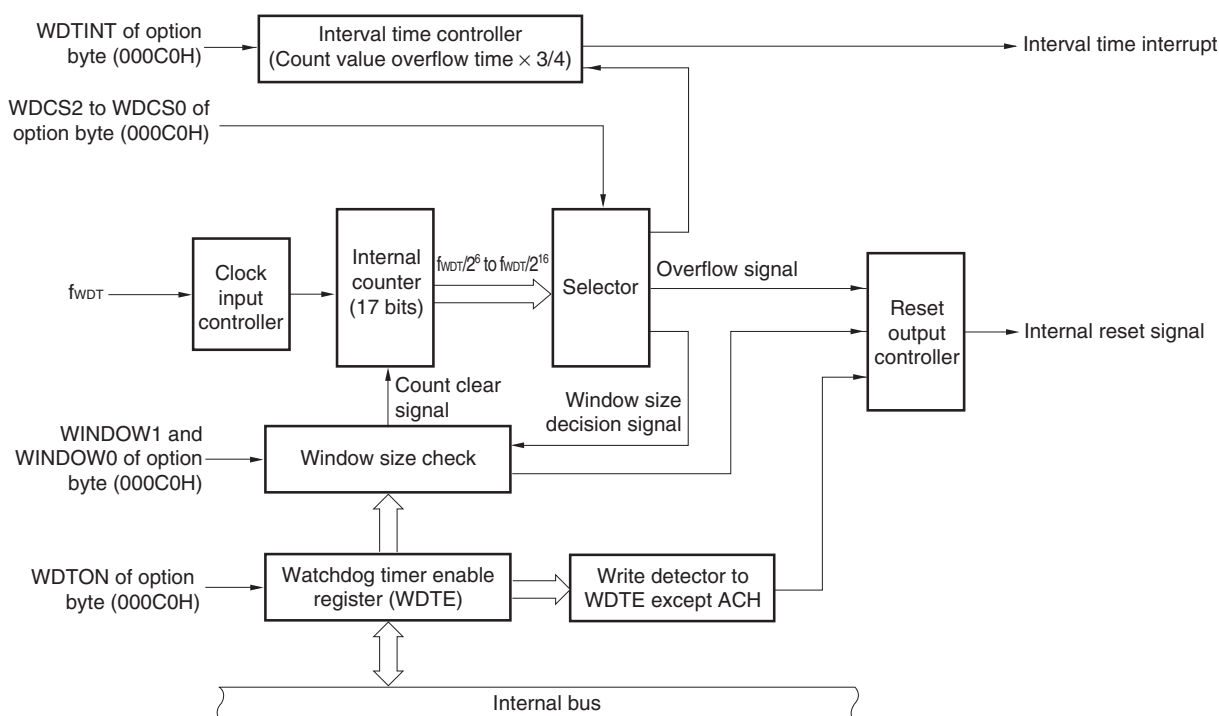 WDTINT of option
byte (000C0H)
Interval time controller
(Count value overflow time × 3/4)
Interval time interrupt
WDCS2 to WDCS0 of
option byte (000C0H)
fWDT
Clock
input
controller
Internal
counter
(17 bits)
fWDT/2⁶ to fWDT/2¹⁶
Selector
Overflow signal
Reset
output
controller
Internal reset signal
Count clear
signal
Window size
decision signal
WINDOW1 and
WINDOW0 of option
byte (000C0H)
Window size check
WDTON of option
byte (000C0H)
Watchdog timer enable
register (WDTE)
Write detector to
WDTE except ACH
Internal bus